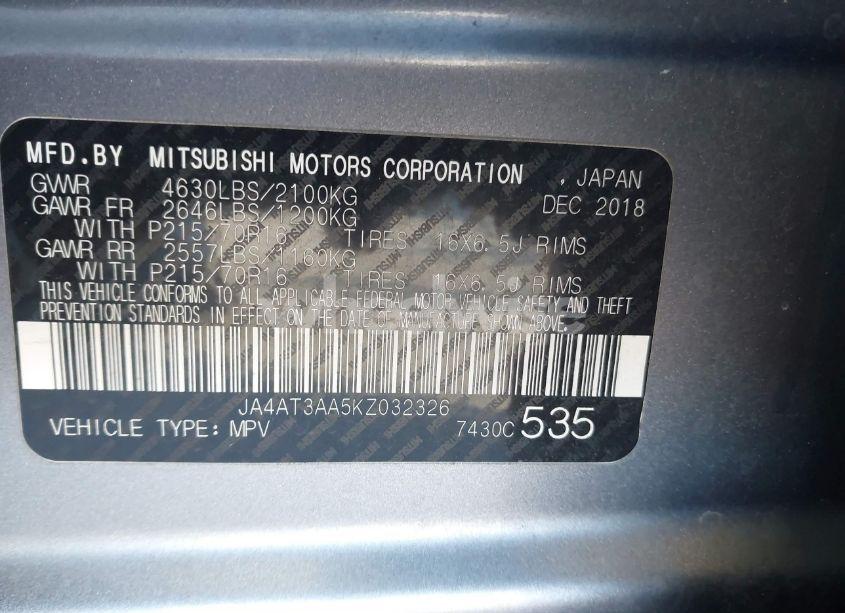 MFD.BY MITSUBISHI MOTORS CORPORATION , JAPAN
GVWR 4630LBS/2100KG DEC 2018
GAWR FR 2646LBS/1200KG
WITH P215/70R16 TIRES 16X6.5J RIMS
GAWR RR 2557LBS/1160KG
WITH P215/70R16 TIRES 16X6.5J RIMS
THIS VEHICLE CONFORMS TO ALL APPLICABLE FEDERAL MOTOR VEHICLE SAFETY AND THEFT
PREVENTION STANDARDS IN EFFECT ON THE DATE OF MANUFACTURE SHOWN ABOVE.
JA4AT3AA5KZ032326
VEHICLE TYPE: MPV 7430C 535